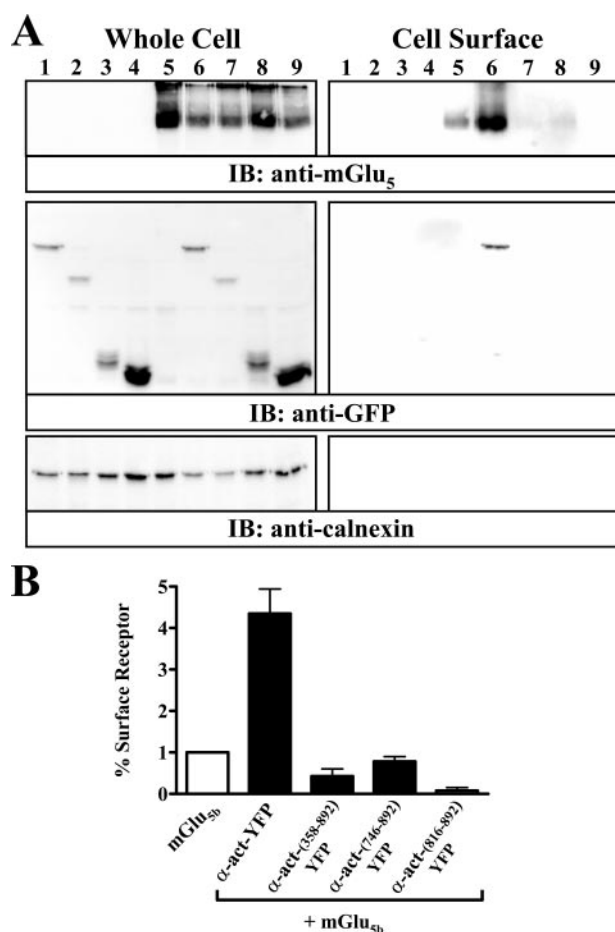 A
Whole Cell
Cell Surface
1 2 3 4 5 6 7 8 9
1 2 3 4 5 6 7 8 9
IB: anti-mGlu5
IB: anti-GFP
IB: anti-calnexin
B
% Surface Receptor
5
4
3
2
1
0
mGlu5b
α-act-YFP
α-act-(358-892) YFP
α-act-(746-892) YFP
α-act-(816-892) YFP
+ mGlu5b